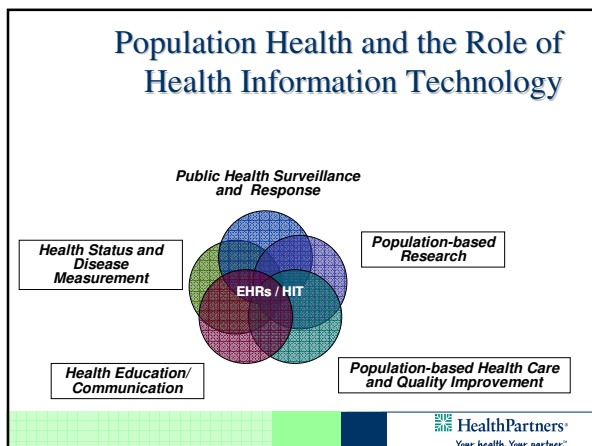 Population Health and the Role of
Health Information Technology
Public Health Surveillance
and Response
Health Status and
Disease
Measurement
Population-based
Research
EHRs / HIT
Health Education/
Communication
Population-based Health Care
and Quality Improvement
HealthPartners®
Your health. Your partner.℠